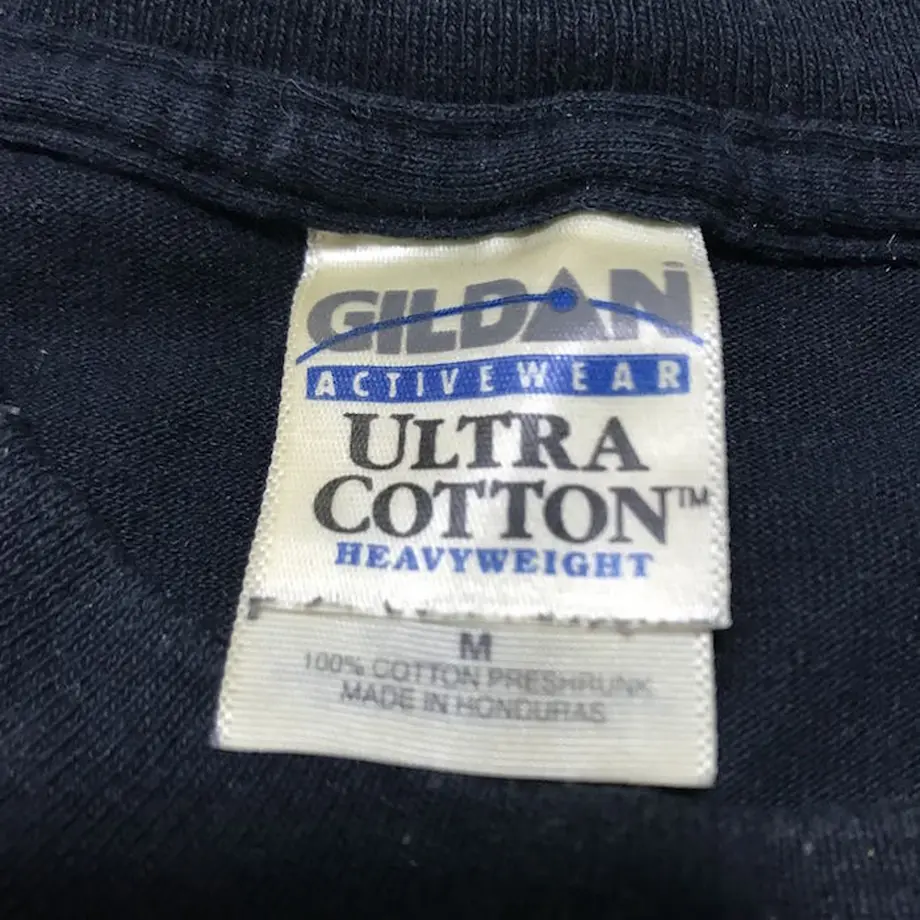 GILDAN
ACTIVEWEAR
ULTRA
COTTON™
HEAVYWEIGHT
M
100% COTTON PRESHRUNK
MADE IN HONDURAS